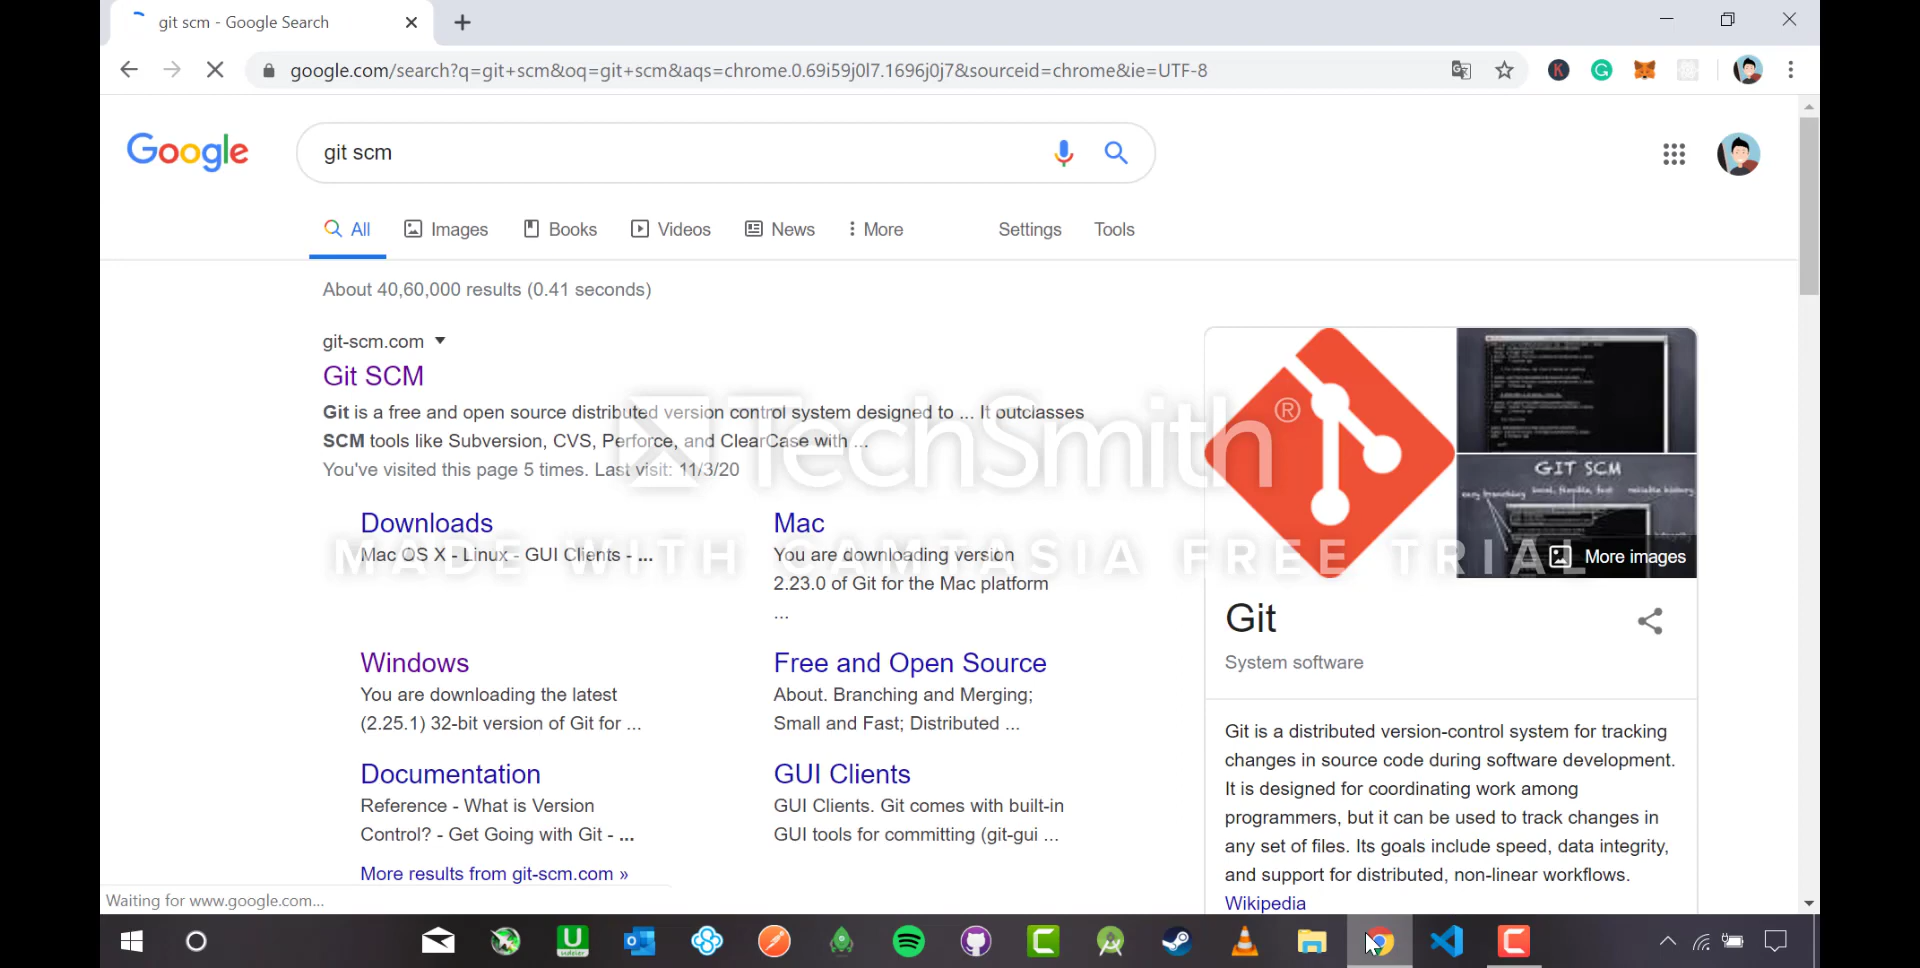 git scm - Google Search
google.com/search?q=git+scm&oq=git+scm&aqs=chrome.0.69i59j0l7.1696j0j7&sourceid=chrome&ie=UTF-8
Google
git scm
All Images Books Videos News More Settings Tools
About 40,60,000 results (0.41 seconds)
git-scm.com
Git SCM
Git is a free and open source distributed version control system designed to ... It outclasses
SCM tools like Subversion, CVS, Perforce, and ClearCase with ...
You've visited this page 5 times. Last visit: 11/3/20
TechSmith®
MADE WITH CAMTASIA FREE TRIAL
Downloads
Mac OS X - Linux - GUI Clients - ...
Mac
You are downloading version
2.23.0 of Git for the Mac platform
...
Windows
You are downloading the latest
(2.25.1) 32-bit version of Git for ...
Free and Open Source
About. Branching and Merging;
Small and Fast; Distributed ...
Documentation
Reference - What is Version
Control? - Get Going with Git - ...
GUI Clients
GUI Clients. Git comes with built-in
GUI tools for committing (git-gui ...
More results from git-scm.com »
GIT SCM
easy branching local, flexible, fast reliable history
More images
Git
System software
Git is a distributed version-control system for tracking
changes in source code during software development.
It is designed for coordinating work among
programmers, but it can be used to track changes in
any set of files. Its goals include speed, data integrity,
and support for distributed, non-linear workflows.
Wikipedia
Waiting for www.google.com...